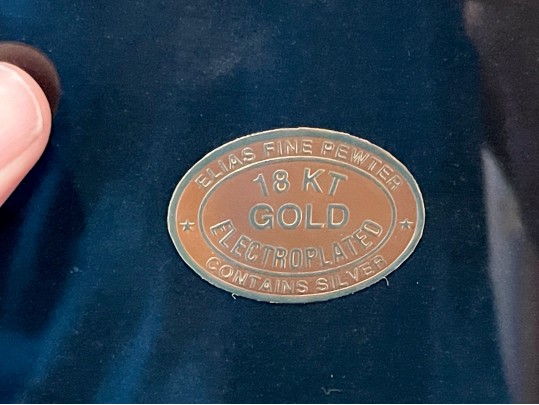 ELIAS FINE PEWTER
18 KT
GOLD
ELECTROPLATED
CONTAINS SILVER